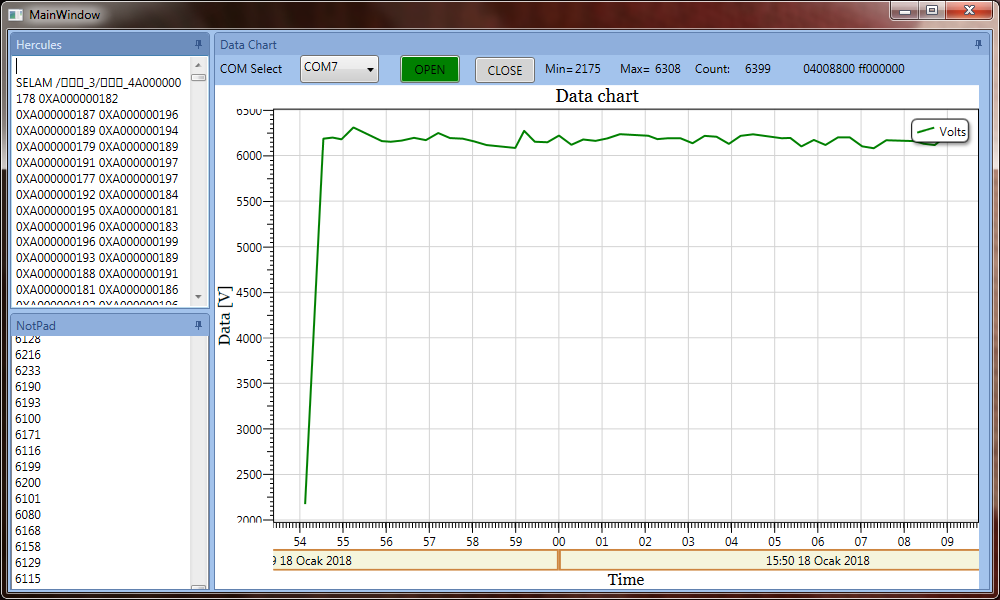 MainWindow
Hercules
SELAM /□□□_3/□□□_4A000000
178 0XA000000182
0XA000000187 0XA000000196
0XA000000189 0XA000000194
0XA000000179 0XA000000189
0XA000000191 0XA000000197
0XA000000177 0XA000000197
0XA000000192 0XA000000184
0XA000000195 0XA000000181
0XA000000196 0XA000000183
0XA000000196 0XA000000199
0XA000000193 0XA000000189
0XA000000188 0XA000000191
0XA000000181 0XA000000186
NotPad
6128
6216
6233
6190
6193
6100
6171
6116
6199
6200
6101
6080
6168
6158
6129
6115
Data Chart
COM Select COM7 OPEN CLOSE Min= 2175 Max= 6308 Count: 6399 04008800 ff000000
Data chart
Volts
Data [V]
6500
6000
5500
5000
4500
4000
3500
3000
2500
2000
54 55 56 57 58 59 00 01 02 03 04 05 06 07 08 09
9 18 Ocak 2018 15:50 18 Ocak 2018
Time